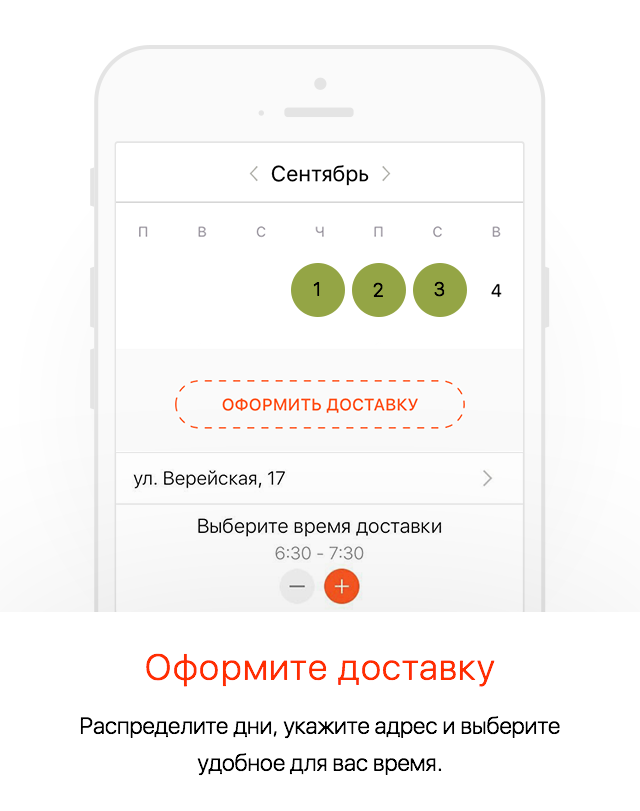 Сентябрь
П В С Ч П С В
1 2 3 4
ОФОРМИТЬ ДОСТАВКУ
ул. Верейская, 17
Выберите время доставки
6:30 - 7:30
Оформите доставку
Распределите дни, укажите адрес и выберите
удобное для вас время.